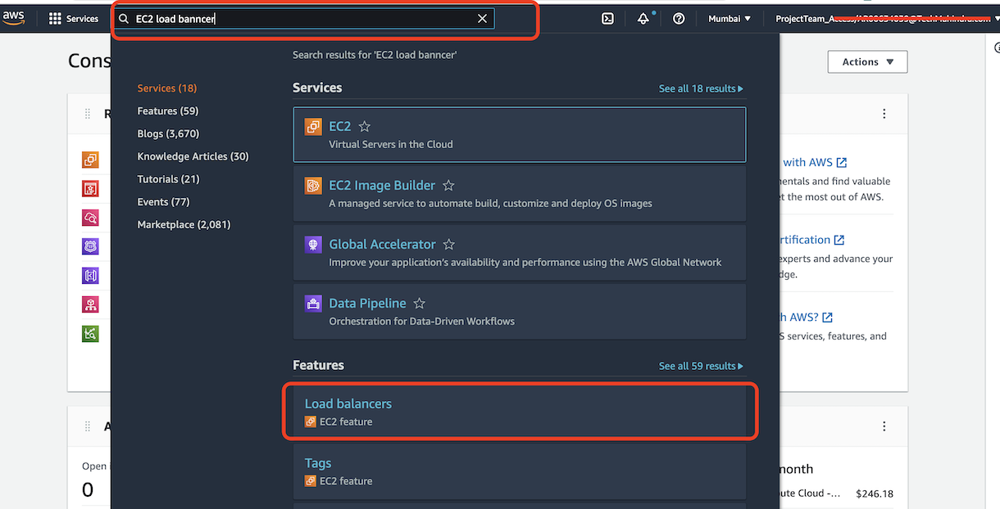 aws
Services
EC2 load banncer
Mumbai
ProjectTeam_Access/AR00634039@TechMahindra.com
Search results for 'EC2 load banncer'
Cons
Actions
Services (18)
Features (59)
Blogs (3,670)
Knowledge Articles (30)
Tutorials (21)
Events (77)
Marketplace (2,081)
Services
See all 18 results
EC2
Virtual Servers in the Cloud
EC2 Image Builder
A managed service to automate build, customize and deploy OS images
Global Accelerator
Improve your application's availability and performance using the AWS Global Network
Data Pipeline
Orchestration for Data-Driven Workflows
Features
See all 59 results
Load balancers
EC2 feature
Tags
EC2 feature
R
with AWS
mentals and find valuable
et the most out of AWS.
rtification
experts and advance your
dge.
h AWS?
S services, features, and
A
Open
0
month
ute Cloud -...
$246.18